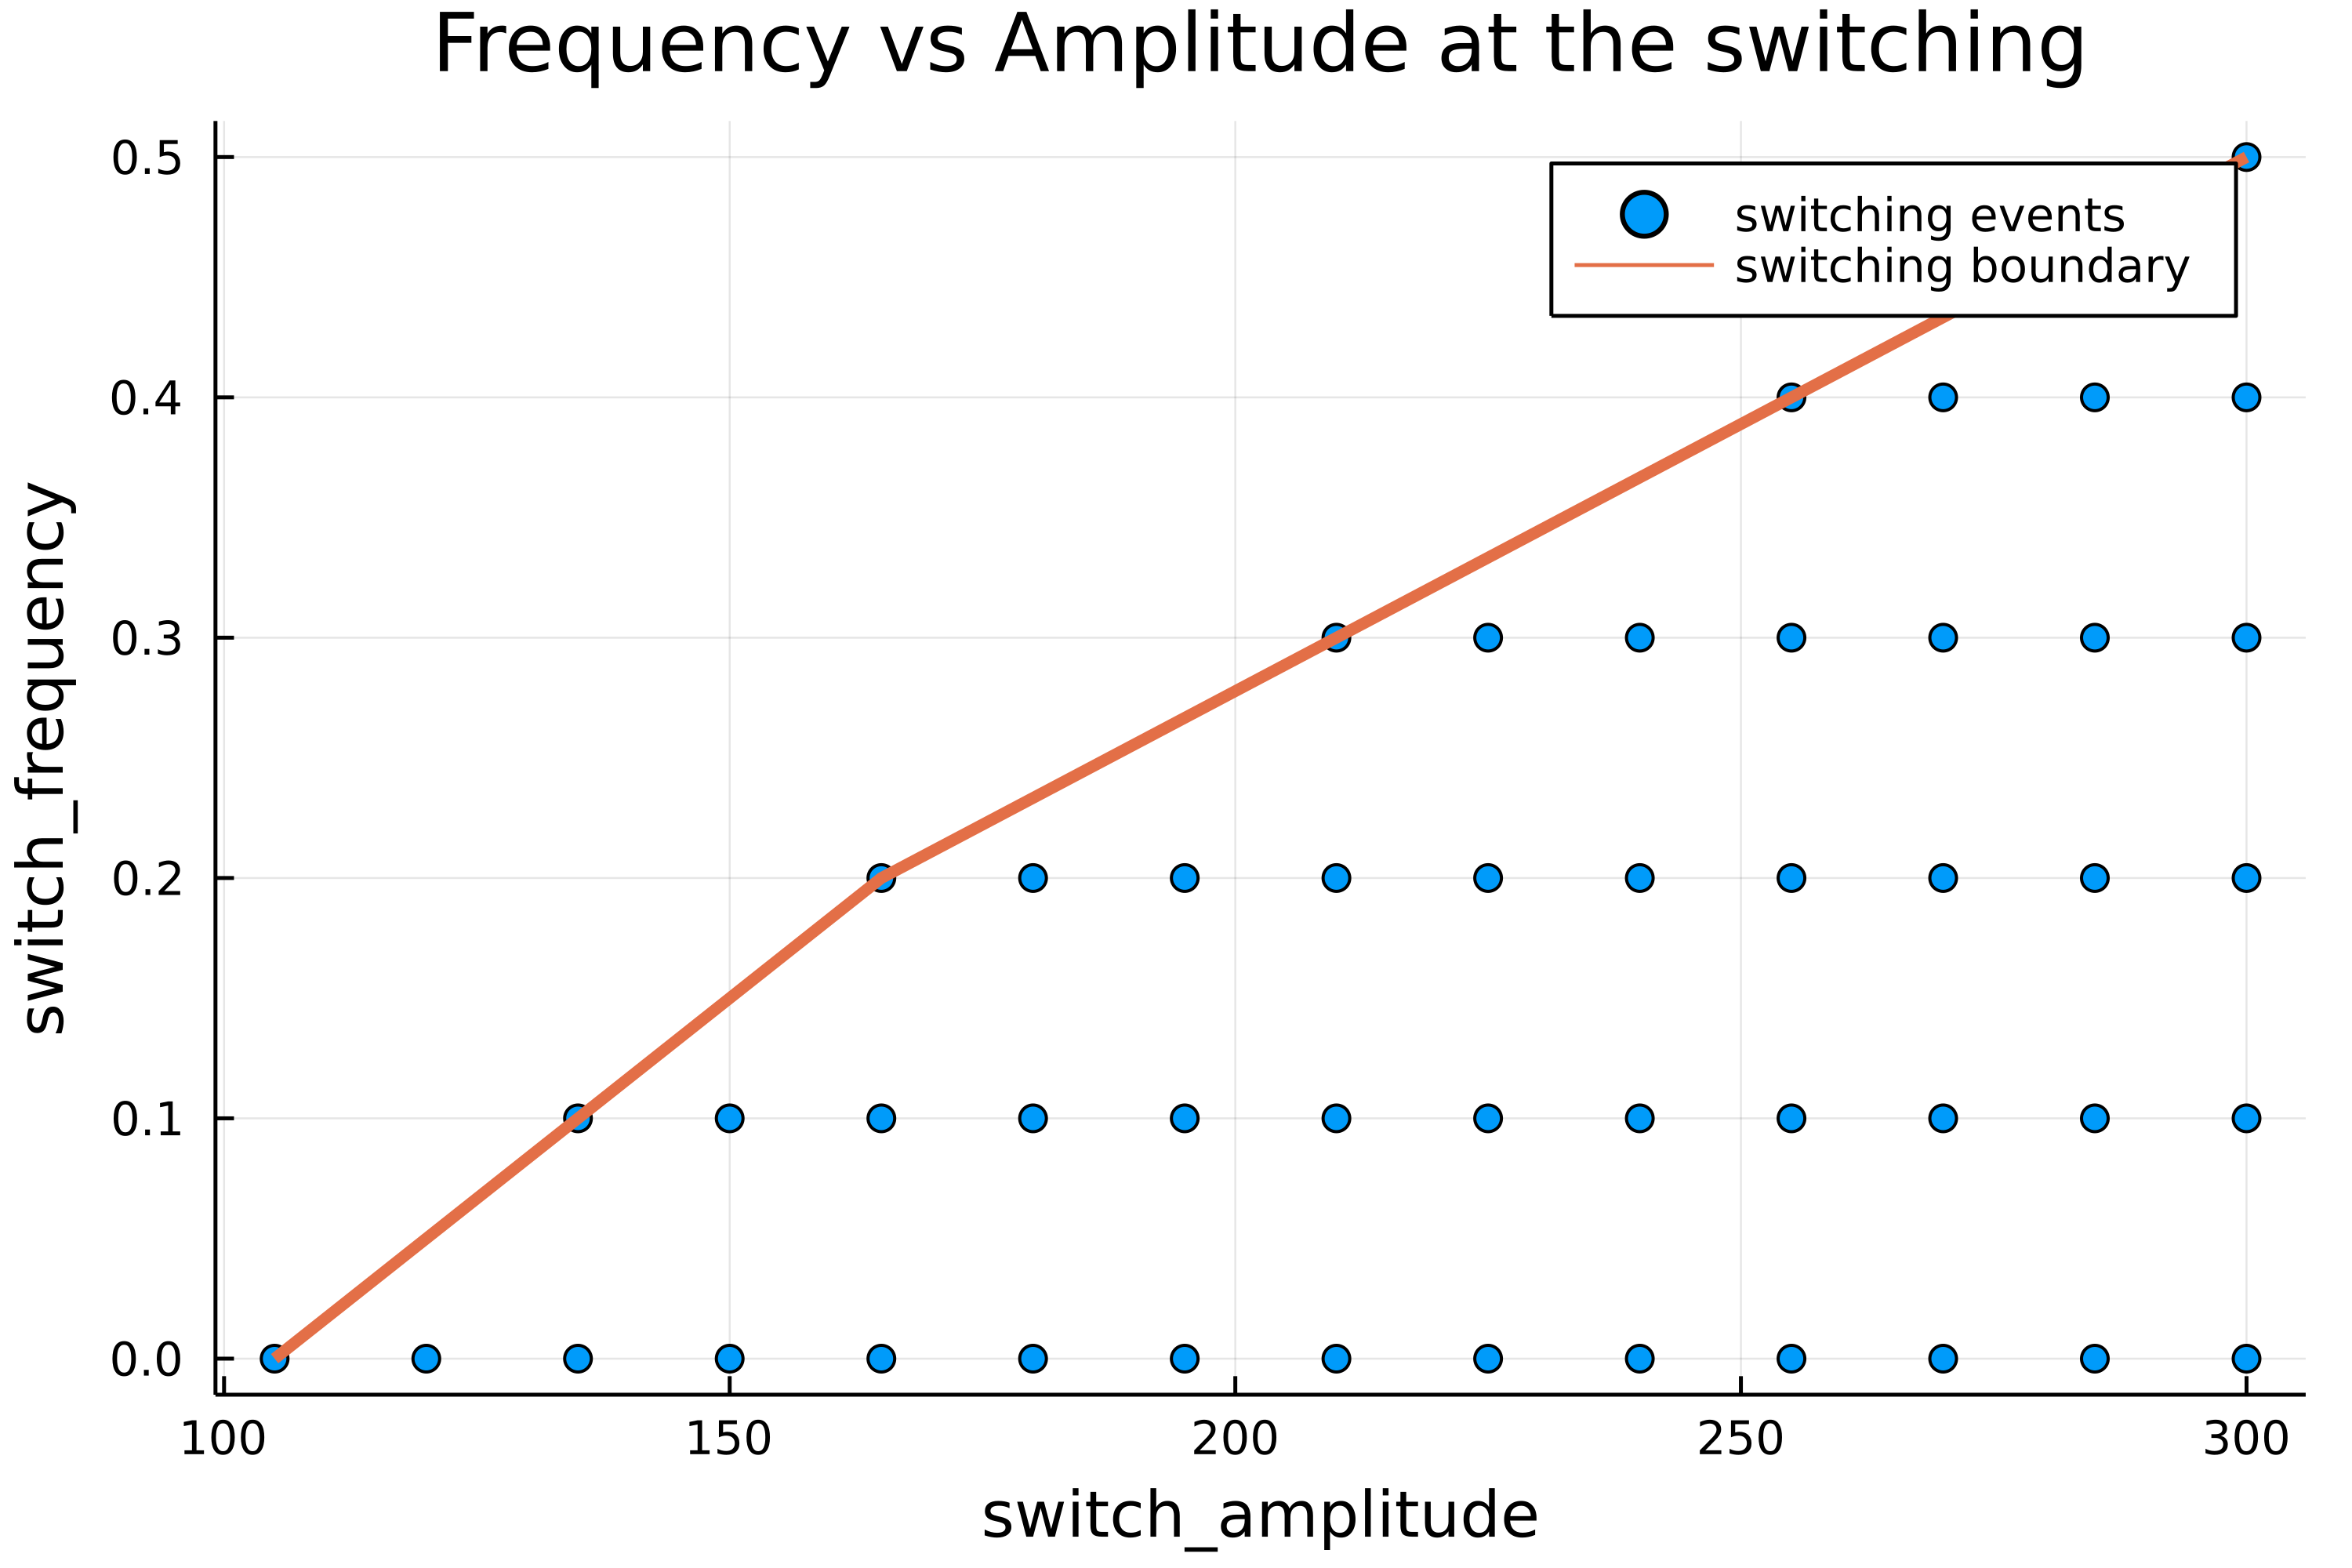 Frequency vs Amplitude at the switching
switching events
switching boundary
switch_frequency
0.5
0.4
0.3
0.2
0.1
0.0
100 150 200 250 300
switch_amplitude